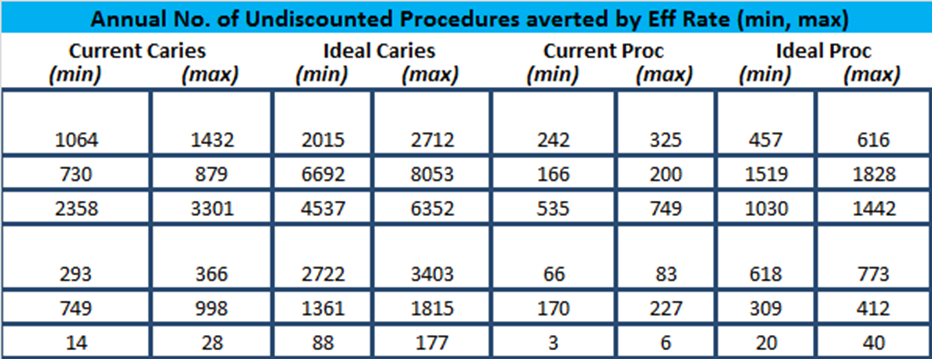 Annual No. of Undiscounted Procedures averted by Eff Rate (min, max)
Current Caries Ideal Caries Current Proc Ideal Proc
(min) (max) (min) (max) (min) (max) (min) (max)
1064 1432 2015 2712 242 325 457 616
730 879 6692 8053 166 200 1519 1828
2358 3301 4537 6352 535 749 1030 1442
293 366 2722 3403 66 83 618 773
749 998 1361 1815 170 227 309 412
14 28 88 177 3 6 20 40